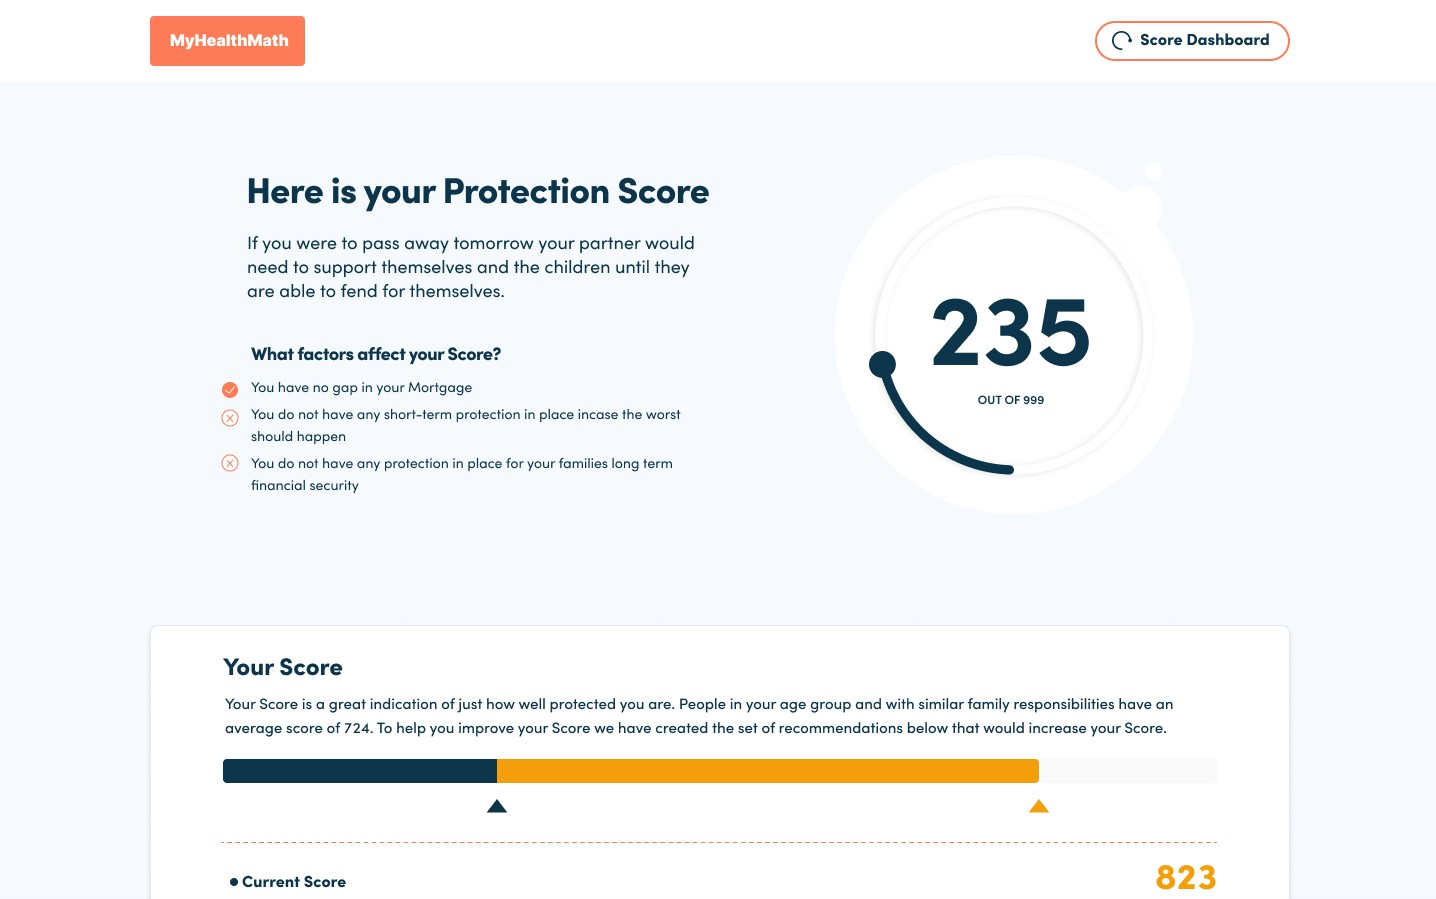 MyHealthMath
Score Dashboard
Here is your Protection Score
If you were to pass away tomorrow your partner would
need to support themselves and the children until they
are able to fend for themselves.
What factors affect your Score?
You have no gap in your Mortgage
You do not have any short-term protection in place incase the worst
should happen
You do not have any protection in place for your families long term
financial security
235
OUT OF 999
Your Score
Your Score is a great indication of just how well protected you are. People in your age group and with similar family responsibilities have an
average score of 724. To help you improve your Score we have created the set of recommendations below that would increase your Score.
Current Score
823